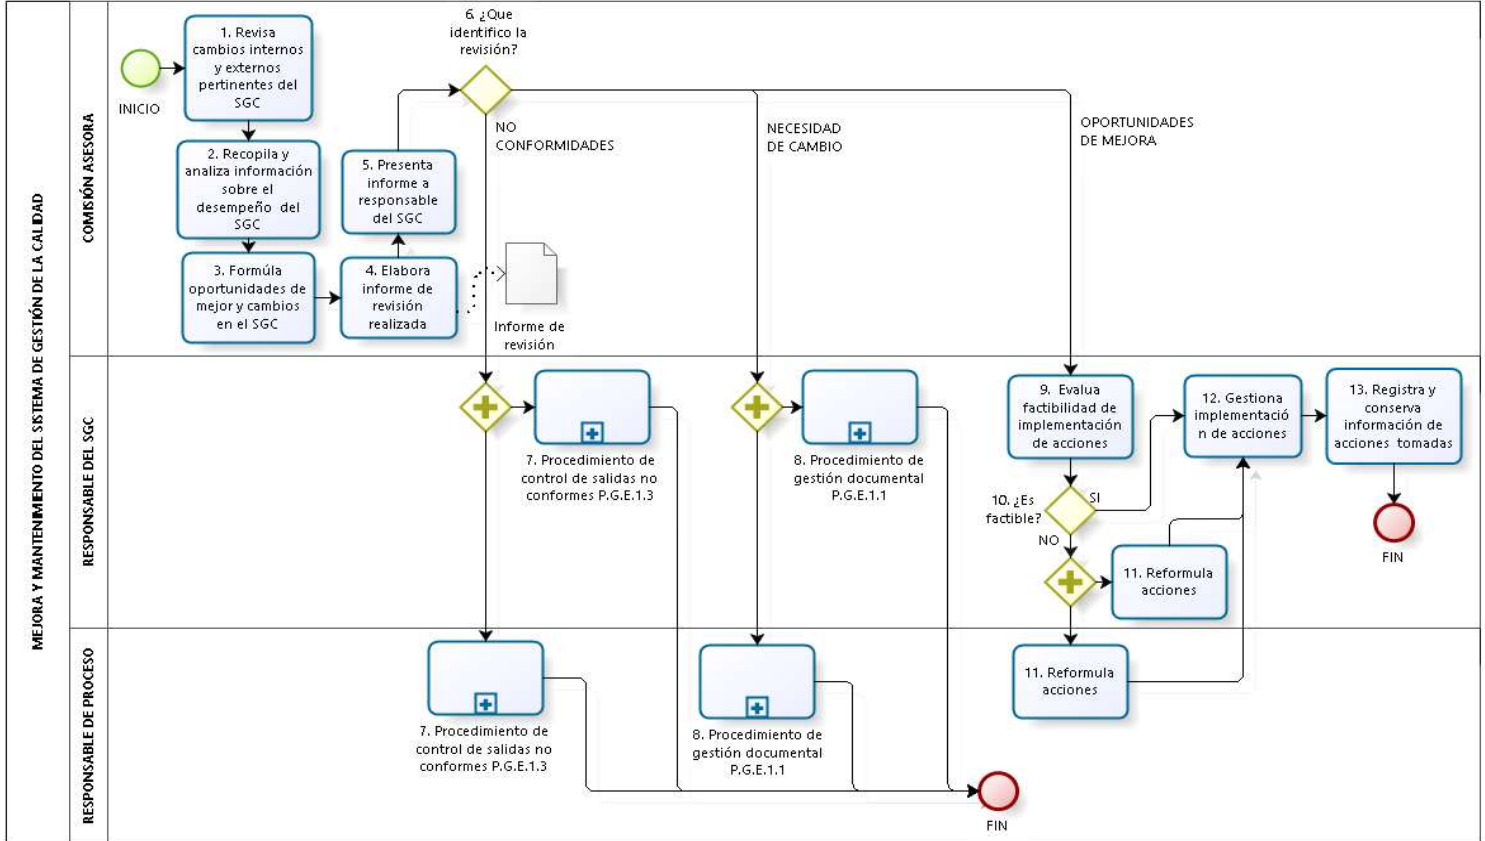 MEJORA Y MANTENIMIENTO DEL SISTEMA DE GESTIÓN DE LA CALIDAD
COMISIÓN ASESORA
INICIO
1. Revisa
cambios internos
y externos
pertinentes del
SGC
2. Recopila y
analiza información
sobre el
desempeño del
SGC
3. Formúla
oportunidades de
mejor y cambios
en el SGC
4. Elabora
informe de
revisión
realizada
5. Presenta
informe a
responsable
del SGC
6. ¿Que
identifico la
revisión?
NO
CONFORMIDADES
NECESIDAD
DE CAMBIO
OPORTUNIDADES
DE MEJORA
Informe de
revisión
RESPONSABLE DEL SGC
7. Procedimiento de
control de salidas no
conformes P.G.E.1.3
8. Procedimiento de
gestión documental
P.G.E.1.1
9. Evalua
factibilidad de
implementación
de acciones
10. ¿Es
factible?
SI
NO
11. Reformula
acciones
12. Gestiona
implementació
n de acciones
13. Registra y
conserva
información de
acciones tomadas
FIN
RESPONSABLE DE PROCESO
7. Procedimiento de
control de salidas no
conformes P.G.E.1.3
8. Procedimiento de
gestión documental
P.G.E.1.1
11. Reformula
acciones
FIN